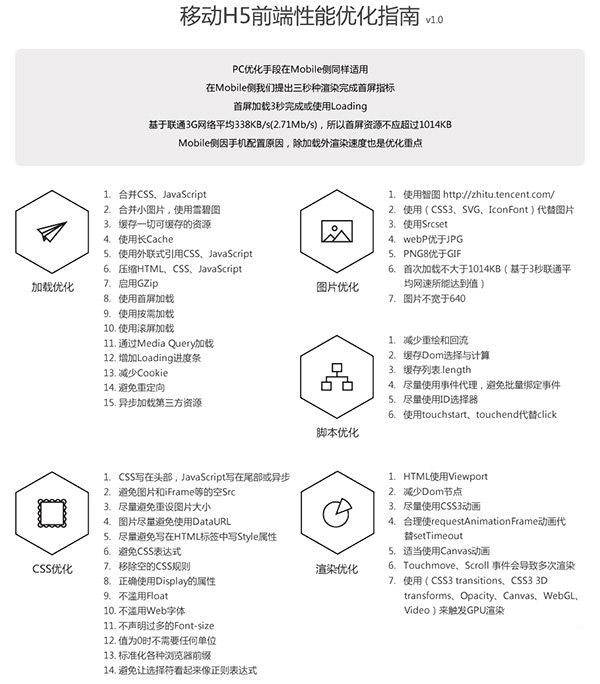 移动H5前端性能优化指南 v1.0
PC优化手段在Mobile侧同样适用
在Mobile侧我们提出三秒种渲染完成首屏指标
首屏加载3秒完成或使用Loading
基于联通3G网络平均338KB/s(2.71Mb/s)，所以首屏资源不应超过1014KB
Mobile侧因手机配置原因，除加载外渲染速度也是优化重点
加载优化
1. 合并CSS、JavaScript
2. 合并小图片，使用雪碧图
3. 缓存一切可缓存的资源
4. 使用长Cache
5. 使用外联式引用CSS、JavaScript
6. 压缩HTML、CSS、JavaScript
7. 启用GZip
8. 使用首屏加载
9. 使用按需加载
10. 使用滚屏加载
11. 通过Media Query加载
12. 增加Loading进度条
13. 减少Cookie
14. 避免重定向
15. 异步加载第三方资源
图片优化
1. 使用智图 http://zhitu.tencent.com/
2. 使用（CSS3、SVG、IconFont）代替图片
3. 使用Srcset
4. webP优于JPG
5. PNG8优于GIF
6. 首次加载不大于1014KB（基于3秒联通平
均网速所能达到值）
7. 图片不宽于640
脚本优化
1. 减少重绘和回流
2. 缓存Dom选择与计算
3. 缓存列表.length
4. 尽量使用事件代理，避免批量绑定事件
5. 尽量使用ID选择器
6. 使用touchstart、touchend代替click
CSS优化
1. CSS写在头部，JavaScript写在尾部或异步
2. 避免图片和iFrame等的空Src
3. 尽量避免重设图片大小
4. 图片尽量避免使用DataURL
5. 尽量避免写在HTML标签中写Style属性
6. 避免CSS表达式
7. 移除空的CSS规则
8. 正确使用Display的属性
9. 不滥用Float
10. 不滥用Web字体
11. 不声明过多的Font-size
12. 值为0时不需要任何单位
13. 标准化各种浏览器前缀
14. 避免让选择符看起来像正则表达式
渲染优化
1. HTML使用Viewport
2. 减少Dom节点
3. 尽量使用CSS3动画
4. 合理使requestAnimationFrame动画代
替setTimeout
5. 适当使用Canvas动画
6. Touchmove、Scroll 事件会导致多次渲染
7. 使用（CSS3 transitions、CSS3 3D
transforms、Opacity、Canvas、WebGL、
Video）来触发GPU渲染